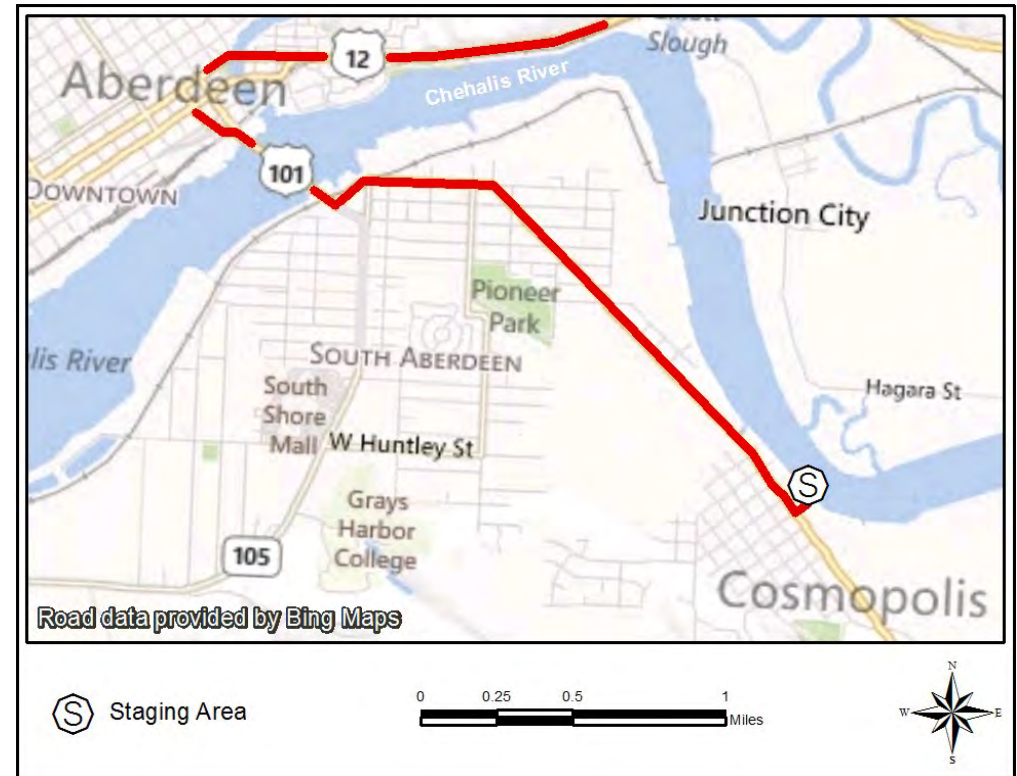 Slough
12
Aberdeen
Chehalis River
101
DOWNTOWN
Junction City
Pioneer
Park
lis River
SOUTH ABERDEEN
South
Shore
Mall
Hagara St
W Huntley St
S
Grays
Harbor
College
105
Cosmopolis
Road data provided by Bing Maps
S Staging Area
0 0.25 0.5 1
Miles
N
W E
S